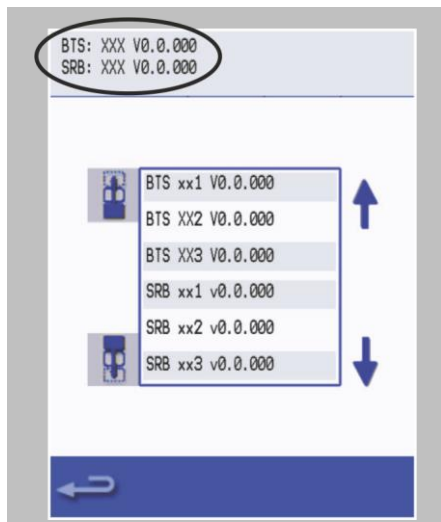 BTS: XXX V0.0.000
SRB: XXX V0.0.000
BTS xx1 V0.0.000
BTS XX2 V0.0.000
BTS XX3 V0.0.000
SRB xx1 v0.0.000
SRB xx2 v0.0.000
SRB xx3 v0.0.000